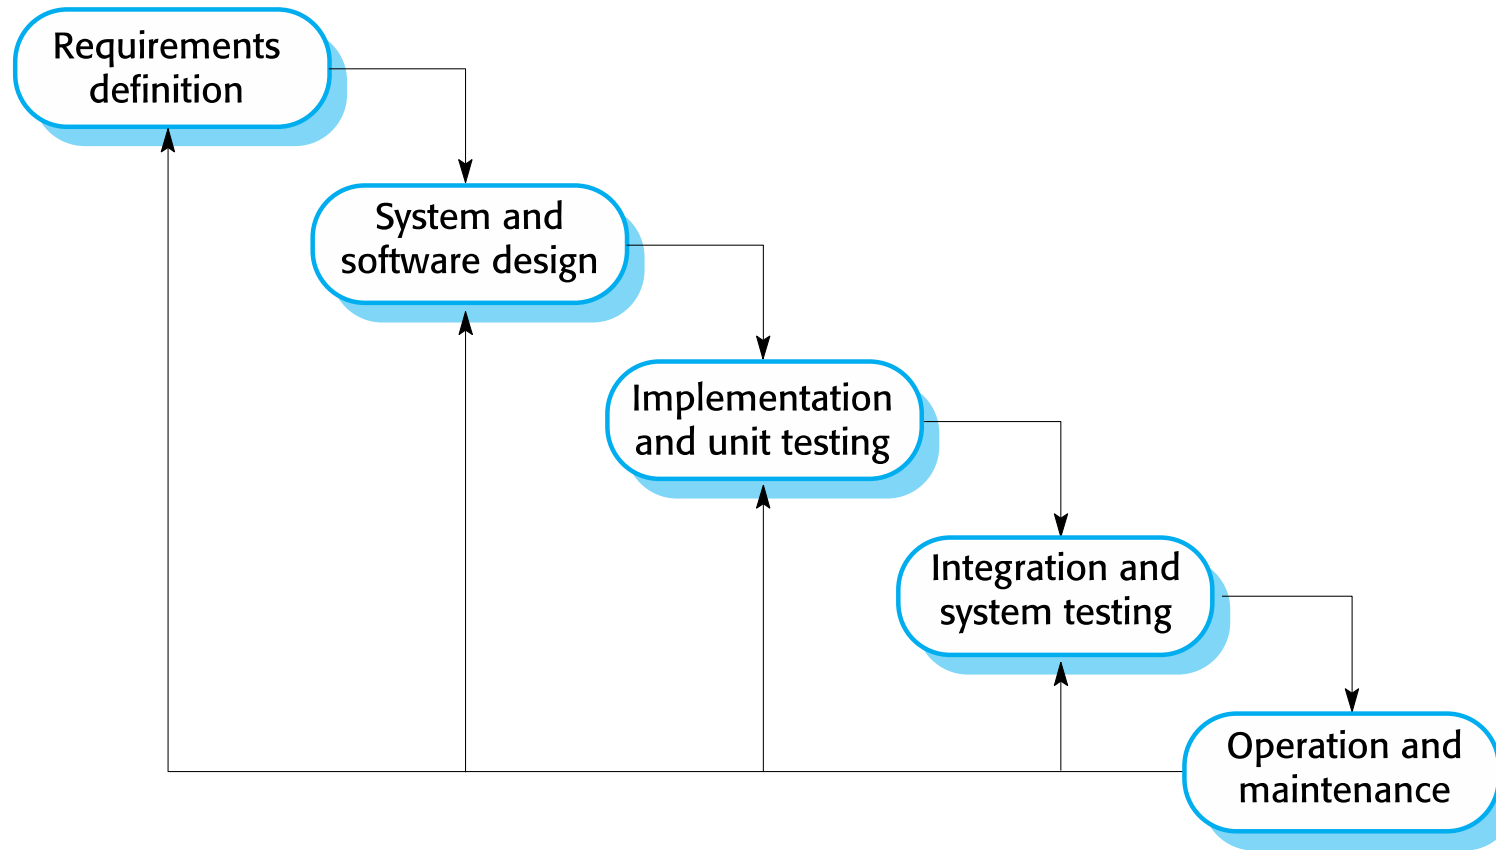 Requirements
definition
System and
software design
Implementation
and unit testing
Integration and
system testing
Operation and
maintenance